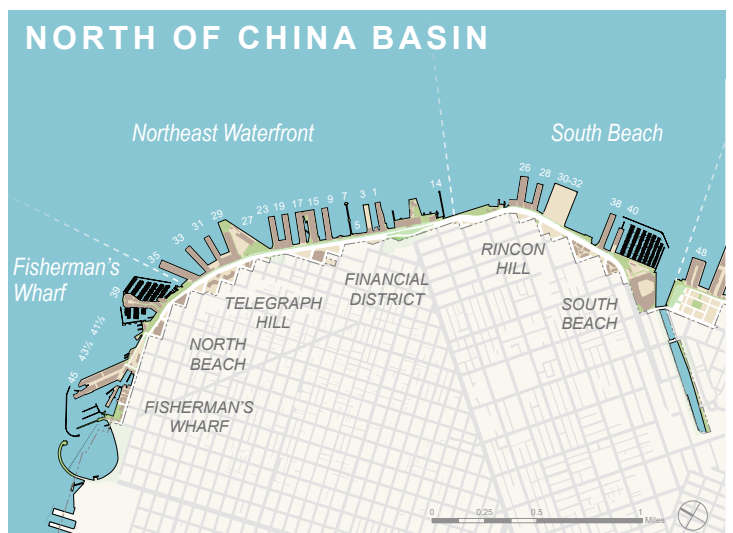 NORTH OF CHINA BASIN
Northeast Waterfront
South Beach
Fisherman's
Wharf
45
43½
41½
39
35
33
31
29
27
23
19
17
15
9
7
5
3
1
14
26
28
30-32
38
40
48
FISHERMAN'S
WHARF
NORTH
BEACH
TELEGRAPH
HILL
FINANCIAL
DISTRICT
RINCON
HILL
SOUTH
BEACH
0
0.25
0.5
1
Miles